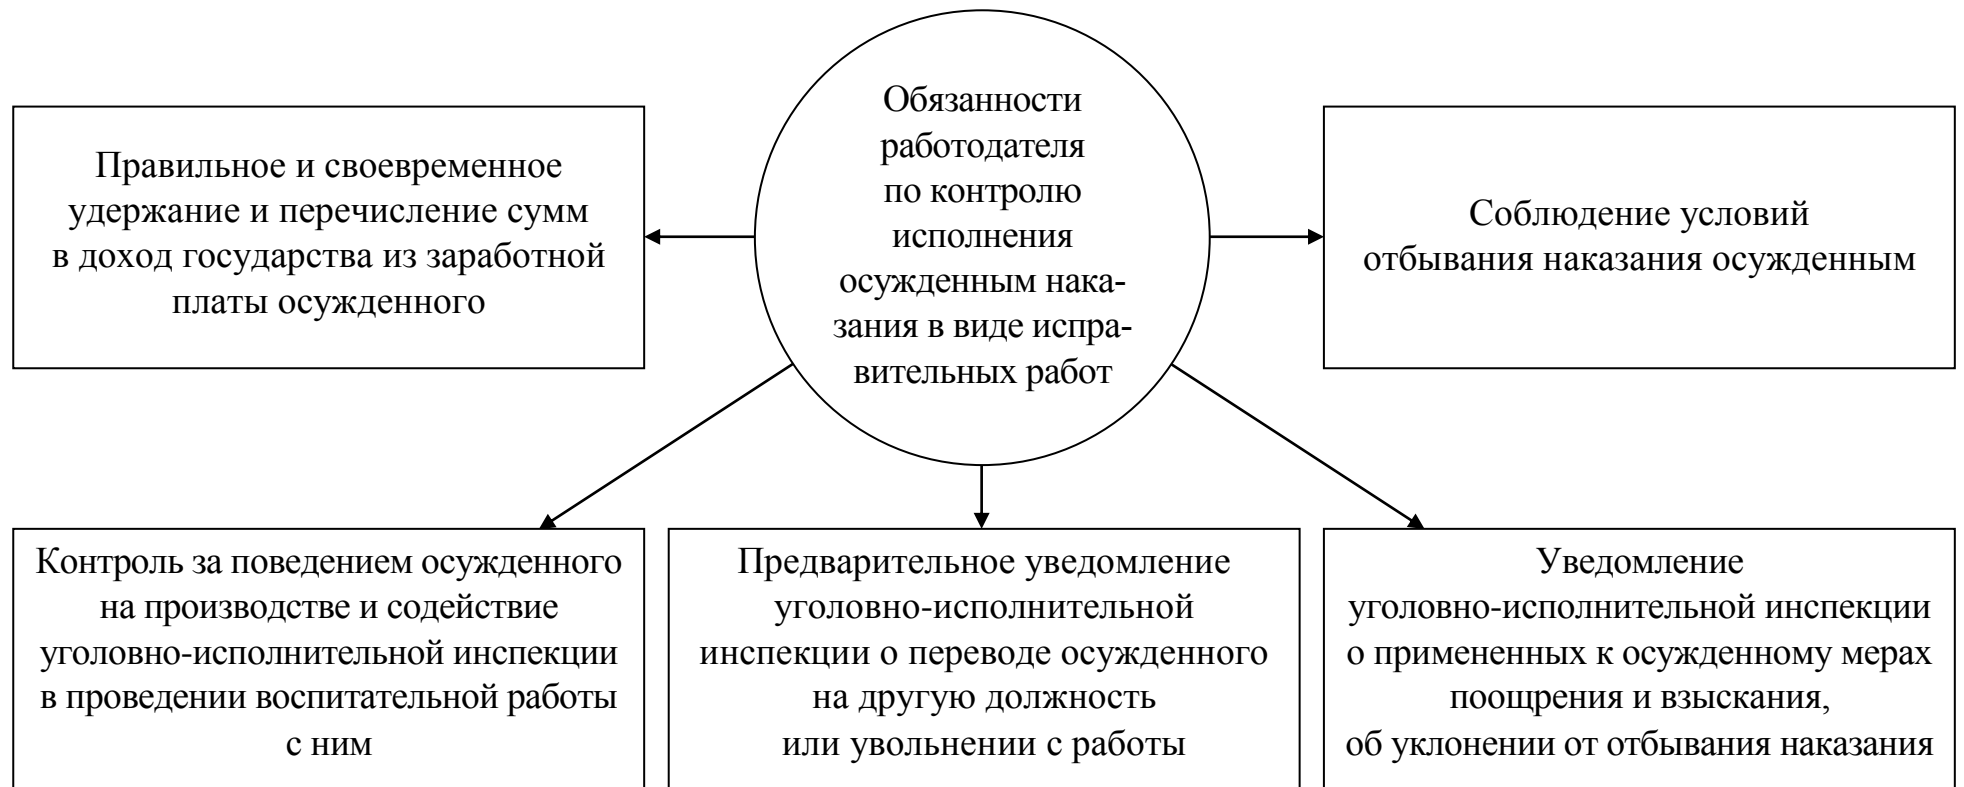 Обязанности
работодателя
по контролю
исполнения
осужденным нака-
зания в виде испра-
вительных работ
Правильное и своевременное
удержание и перечисление сумм
в доход государства из заработной
платы осужденного
Соблюдение условий
отбывания наказания осужденным
Контроль за поведением осужденного
на производстве и содействие
уголовно-исполнительной инспекции
в проведении воспитательной работы
с ним
Предварительное уведомление
уголовно-исполнительной
инспекции о переводе осужденного
на другую должность
или увольнении с работы
Уведомление
уголовно-исполнительной инспекции
о примененных к осужденному мерах
поощрения и взыскания,
об уклонении от отбывания наказания